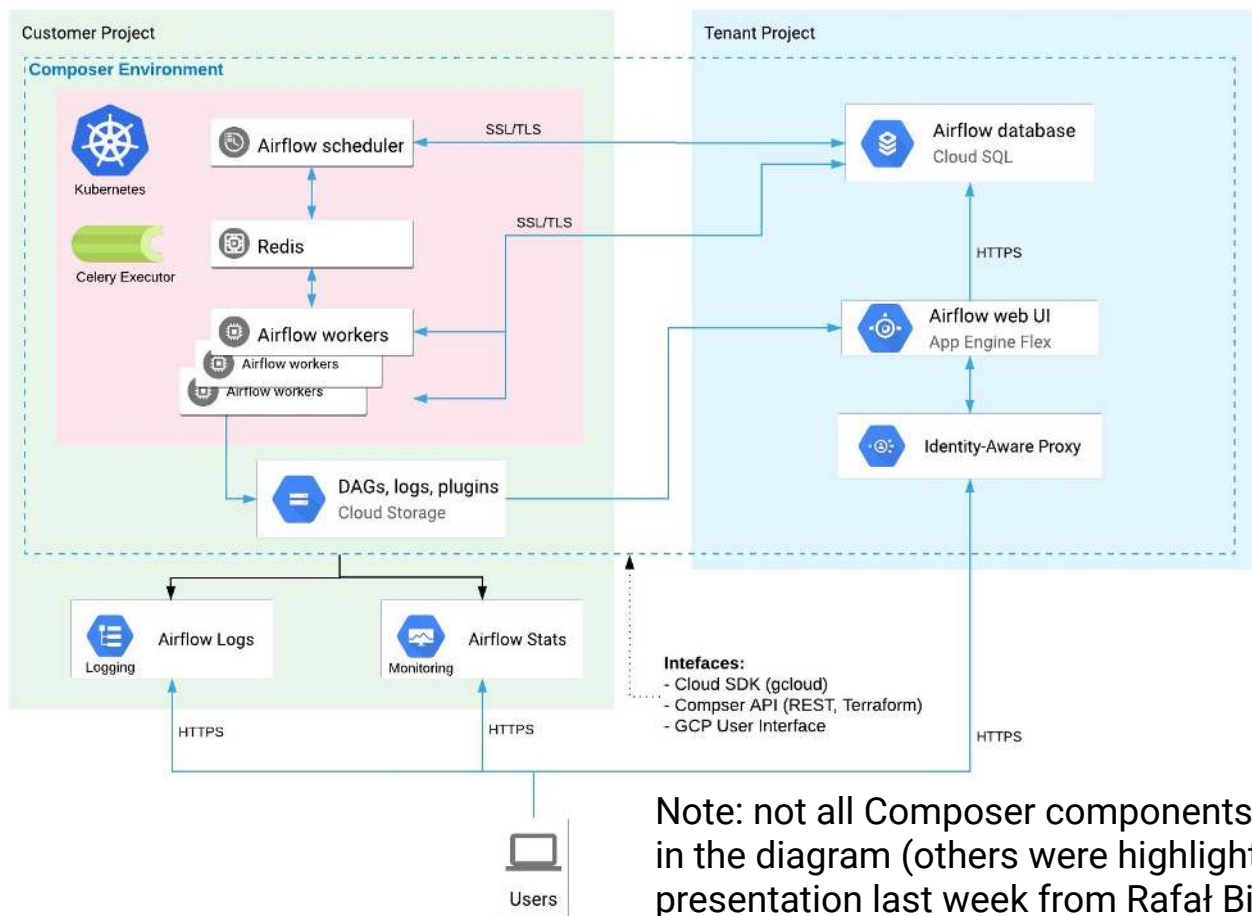 Customer Project
Tenant Project
Composer Environment
Kubernetes
Celery Executor
Airflow scheduler
Redis
Airflow workers
Airflow workers
Airflow workers
SSL/TLS
SSL/TLS
Airflow database
Cloud SQL
HTTPS
Airflow web UI
App Engine Flex
Identity-Aware Proxy
DAGs, logs, plugins
Cloud Storage
Airflow Logs
Logging
Airflow Stats
Monitoring
Intefaces:
- Cloud SDK (gcloud)
- Compser API (REST, Terraform)
- GCP User Interface
HTTPS
HTTPS
HTTPS
Users
Note: not all Composer components
in the diagram (others were
presentation last week from Rafał